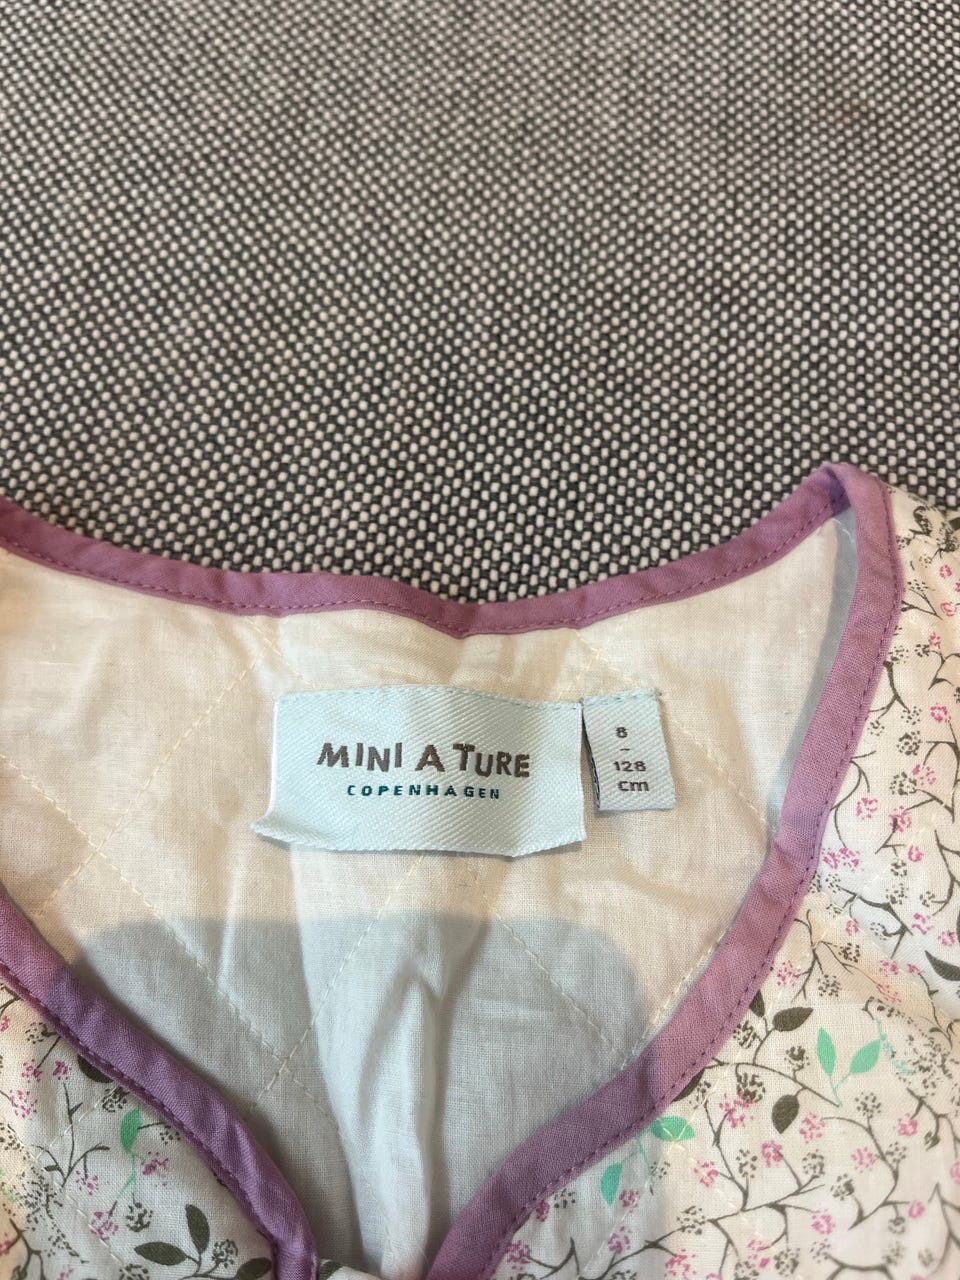 MINI A TURE
COPENHAGEN
8
-
128
cm